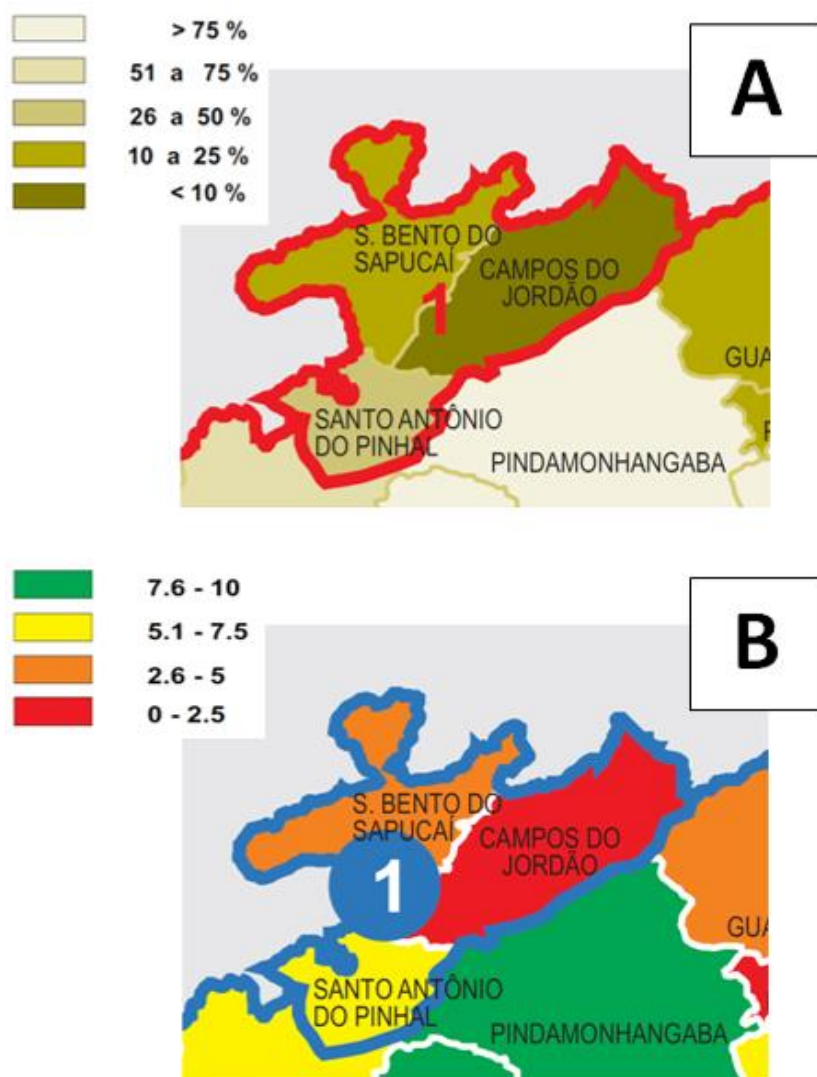 > 75 %
51 a 75 %
26 a 50 %
10 a 25 %
< 10 %
A
S. BENTO DO
SAPUCAÍ
CAMPOS DO
JORDÃO
1
GUA
SANTO ANTÔNIO
DO PINHAL
PINDAMONHANGABA
7.6 - 10
5.1 - 7.5
2.6 - 5
0 - 2.5
B
S. BENTO DO
SAPUCAÍ
CAMPOS DO
JORDÃO
1
GUA
SANTO ANTÔNIO
DO PINHAL
PINDAMONHANGABA